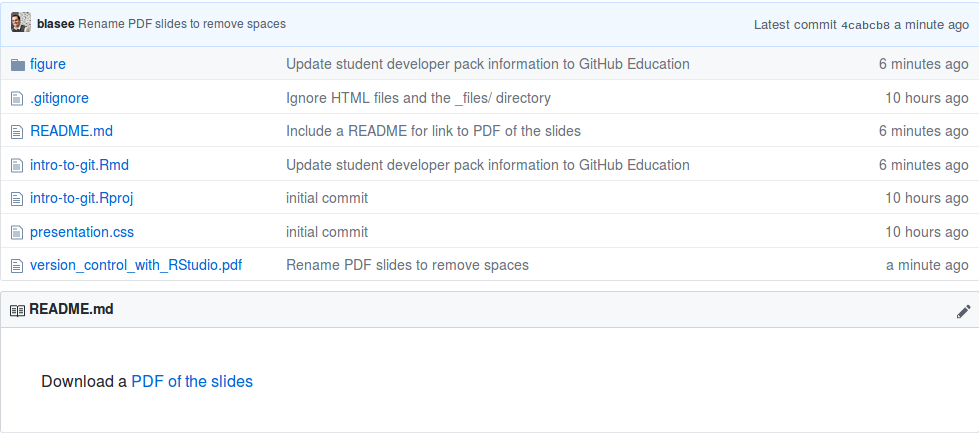 blasee Rename PDF slides to remove spaces Latest commit 4cabcb8 a minute ago
figure Update student developer pack information to GitHub Education 6 minutes ago
.gitignore Ignore HTML files and the _files/ directory 10 hours ago
README.md Include a README for link to PDF of the slides 6 minutes ago
intro-to-git.Rmd Update student developer pack information to GitHub Education 6 minutes ago
intro-to-git.Rproj initial commit 10 hours ago
presentation.css initial commit 10 hours ago
version_control_with_RStudio.pdf Rename PDF slides to remove spaces a minute ago
README.md
Download a PDF of the slides